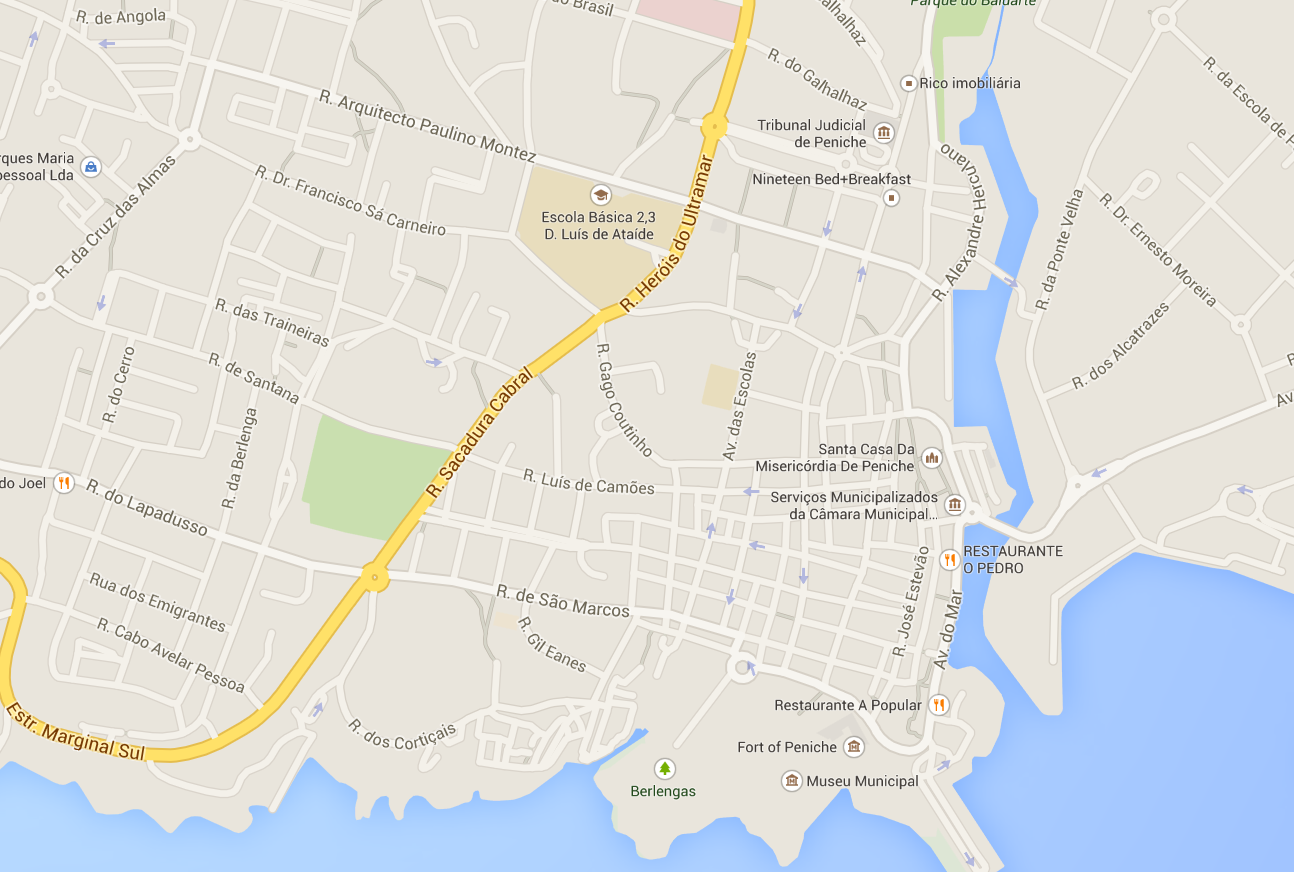 R. de Angola
do Brasil
Galhalhaz
Parque do Baluarte
R. do Galhalhaz
Rico imobiliária
R. da Escola de P
R. Arquitecto Paulino Montez
Tribunal Judicial
de Peniche
rques Maria
pessoal Lda
R. da Cruz das Almas
R. Dr. Francisco Sá Carneiro
Nineteen Bed+Breakfast
R. Alexandre Herculano
Escola Básica 2,3
D. Luís de Ataíde
R. Heróis do Ultramar
R. da Ponte Velha
R. Dr. Ernesto Moreira
R. das Traineiras
R. de Santana
R. do Cerro
R. da Berlenga
R. Sacadura Cabral
R. Gago Coutinho
Av. das Escolas
R. dos Alcatrazes
R
Av
Santa Casa Da
Misericórdia De Peniche
do Joel
R. do Lapadusso
R. Luís de Camões
Serviços Municipalizados
da Câmara Municipal...
RESTAURANTE
O PEDRO
Rua dos Emigrantes
R. de São Marcos
R. José Estevão
Av. do Mar
R. Cabo Avelar Pessoa
R. Gil Eanes
Estr. Marginal Sul
R. dos Cortiçais
Restaurante A Popular
Fort of Peniche
Museu Municipal
Berlengas